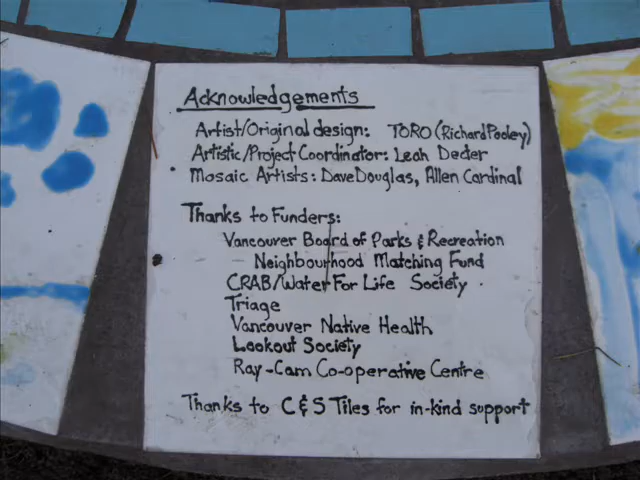 Acknowledgements
Artist/Original design: TORO (Richard Pooley)
Artistic/Project Coordinator: Leah Deder
Mosaic Artists: Dave Douglas, Allen Cardinal
Thanks to Funders:
Vancouver Board of Parks & Recreation
Neighbourhood Matching Fund
CRAB/Water For Life Society
Triage
Vancouver Native Health
Lookout Society
Ray-Cam Co-operative Centre
Thanks to C & S Tiles for in-kind support